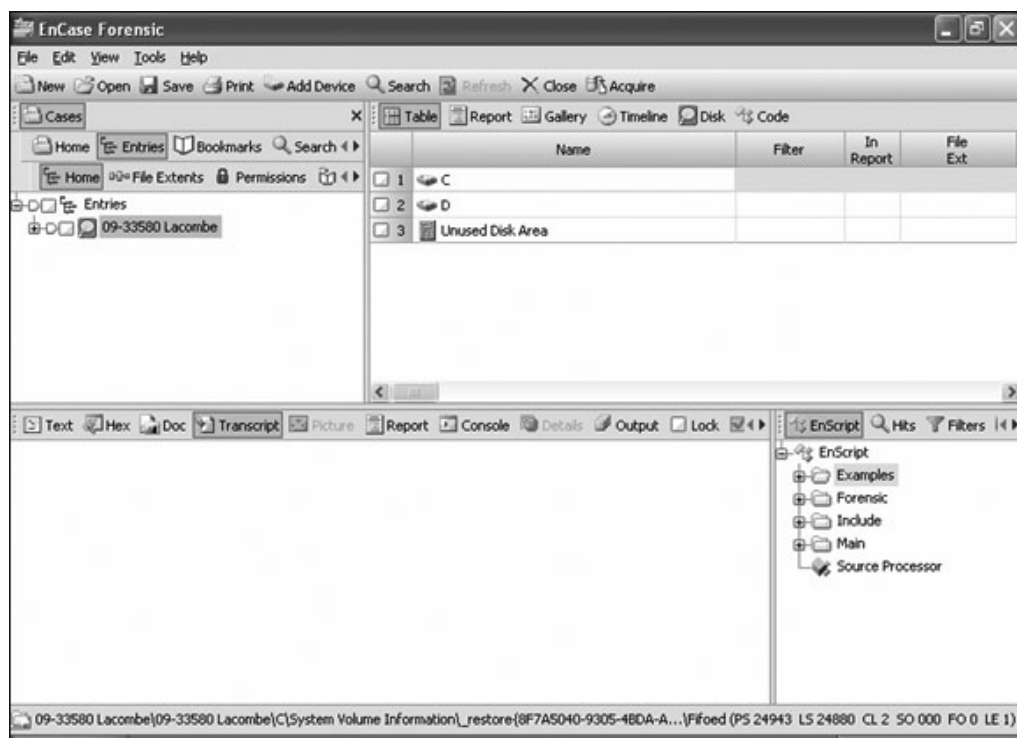 EnCase Forensic
File Edit View Tools Help
New Open Save Print Add Device Search Refresh Close Acquire
Cases
Home Entries Bookmarks Search
Home File Extents Permissions
Entries
09-33580 Lacombe
Table Report Gallery Timeline Disk Code
Name Filter In Report File Ext
1 C
2 D
3 Unused Disk Area
Text Hex Doc Transcript Picture Report Console Details Output Lock
EnScript Hits Filters
EnScript
Examples
Forensic
Include
Main
Source Processor
09-33580 Lacombe\09-33580 Lacombe\C\System Volume Information\_restore{8F7A5040-9305-4BDA-A...\Fifoed (PS 24943 LS 24880 CL 2 SO 000 FO 0 LE 1)